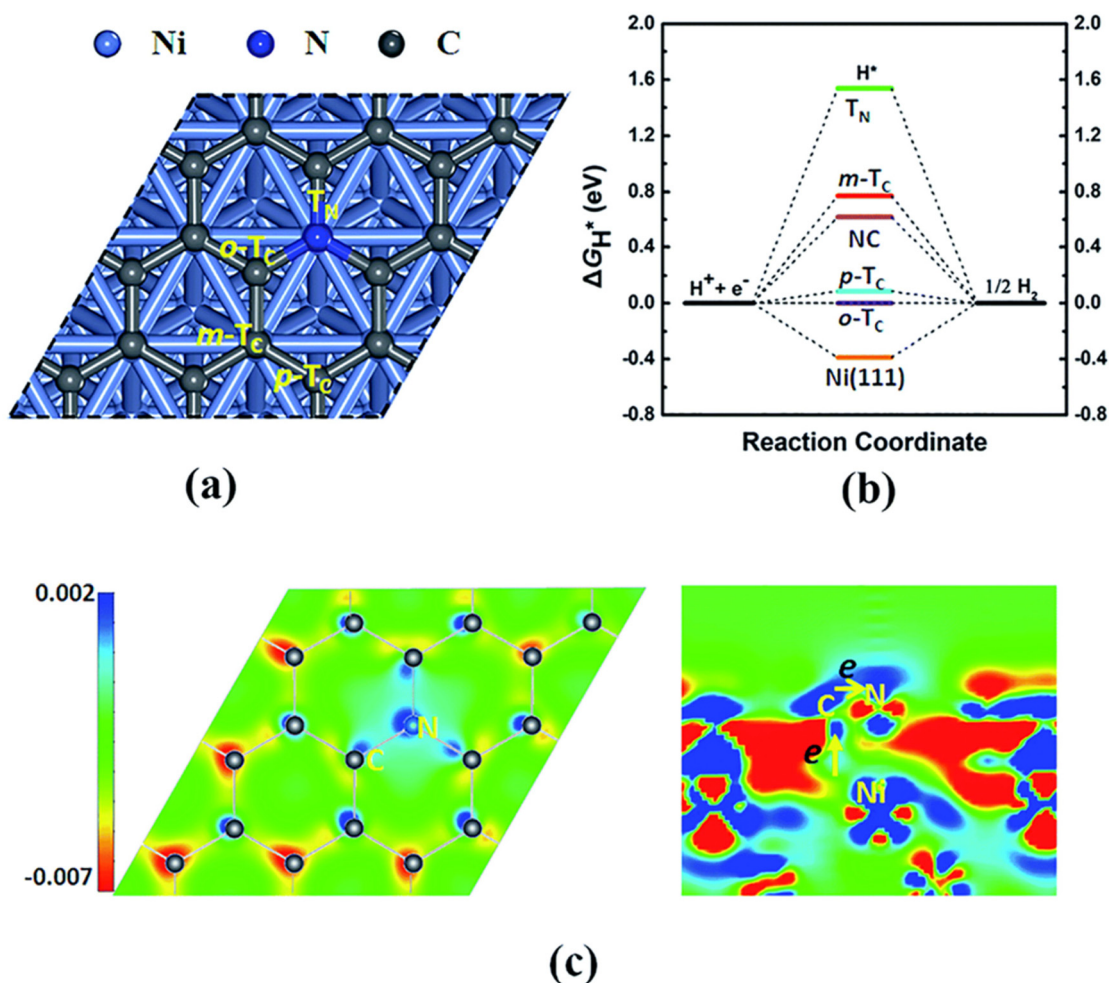 Ni N C
T_N
o-T_C
m-T_C
p-T_C
(a)
2.0 2.0
1.6 1.6
1.2 1.2
0.8 0.8
0.4 0.4
0.0 0.0
-0.4 -0.4
-0.8 -0.8
ΔG_H* (eV)
H*
T_N
m-T_C
NC
p-T_C
H⁺ + e⁻ 1/2 H₂
o-T_C
Ni(111)
Reaction Coordinate
(b)
0.002
-0.007
N
C
e
C N
e
Ni
(c)